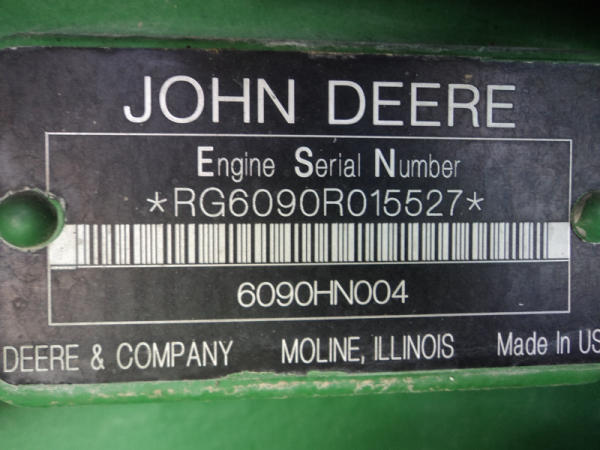 JOHN DEERE
Engine Serial Number
*RG6090R015527*
6090HN004
DEERE & COMPANY MOLINE, ILLINOIS Made In US